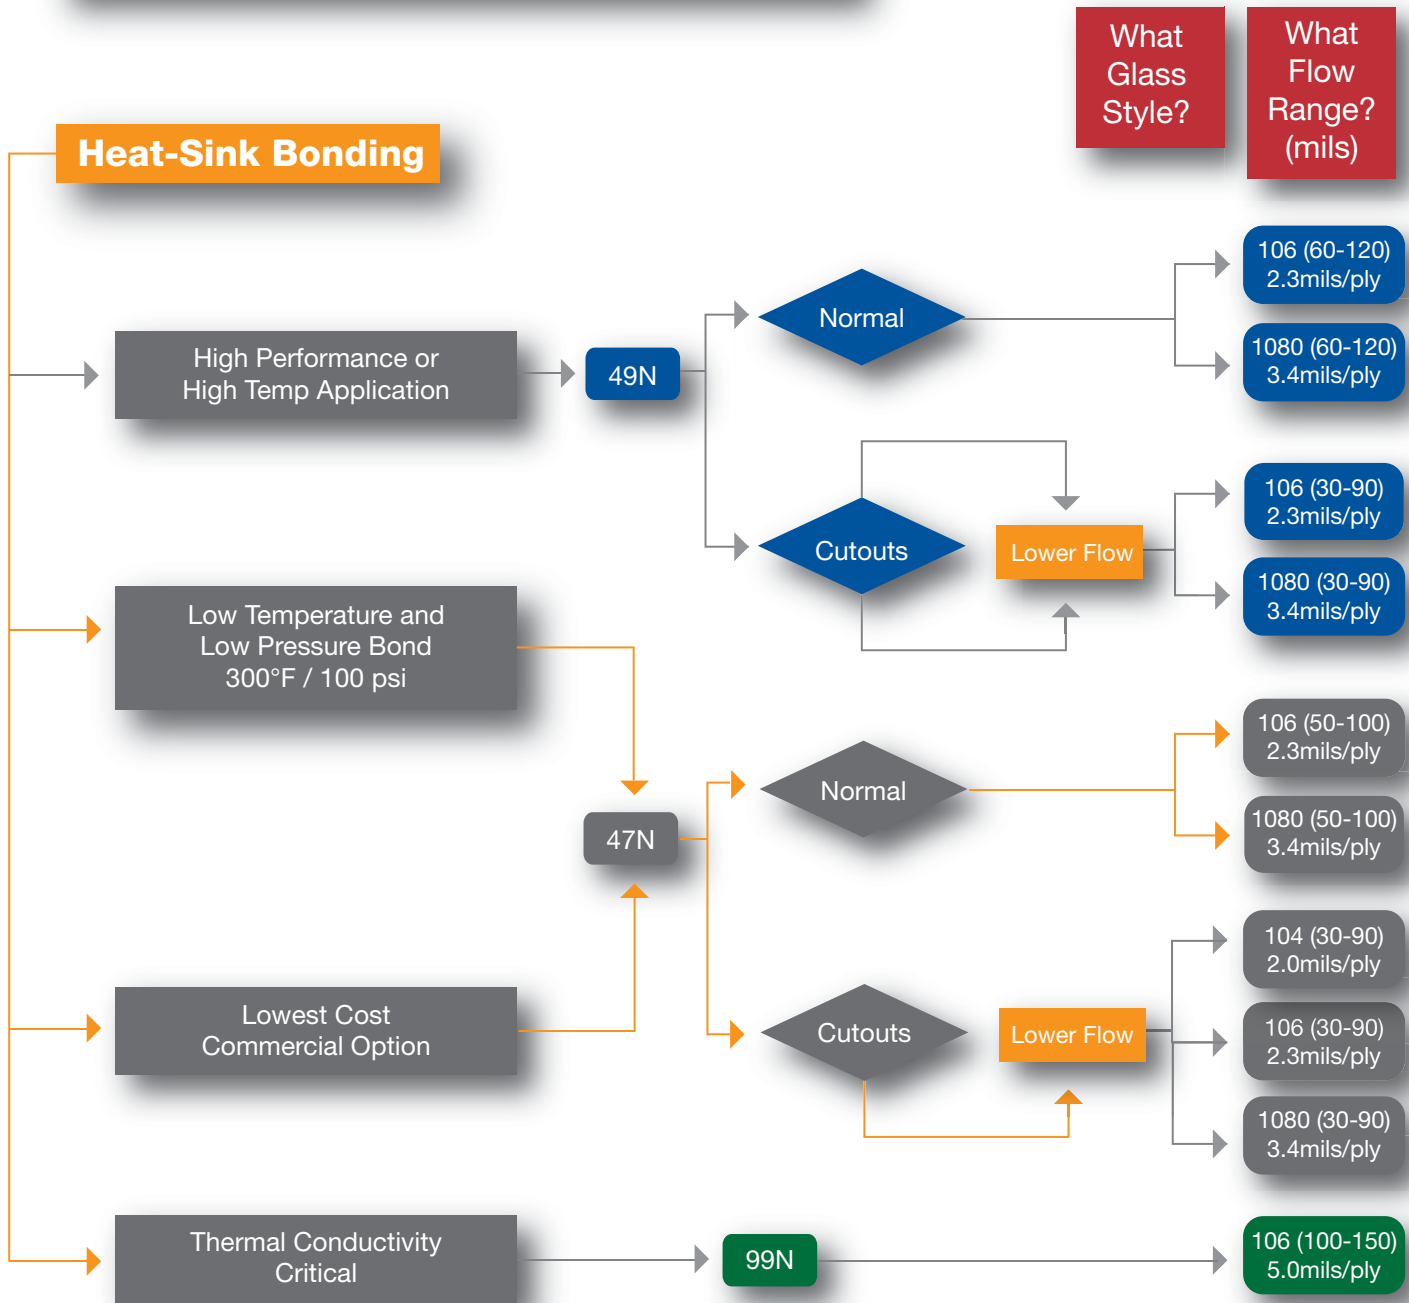 What
Glass
Style?
What
Flow
Range?
(mils)
Heat-Sink Bonding
High Performance or
High Temp Application
49N
Normal
106 (60-120)
2.3mils/ply
1080 (60-120)
3.4mils/ply
Cutouts
Lower Flow
106 (30-90)
2.3mils/ply
1080 (30-90)
3.4mils/ply
Low Temperature and
Low Pressure Bond
300°F / 100 psi
47N
Normal
106 (50-100)
2.3mils/ply
1080 (50-100)
3.4mils/ply
Lowest Cost
Commercial Option
Cutouts
Lower Flow
104 (30-90)
2.0mils/ply
106 (30-90)
2.3mils/ply
1080 (30-90)
3.4mils/ply
Thermal Conductivity
Critical
99N
106 (100-150)
5.0mils/ply